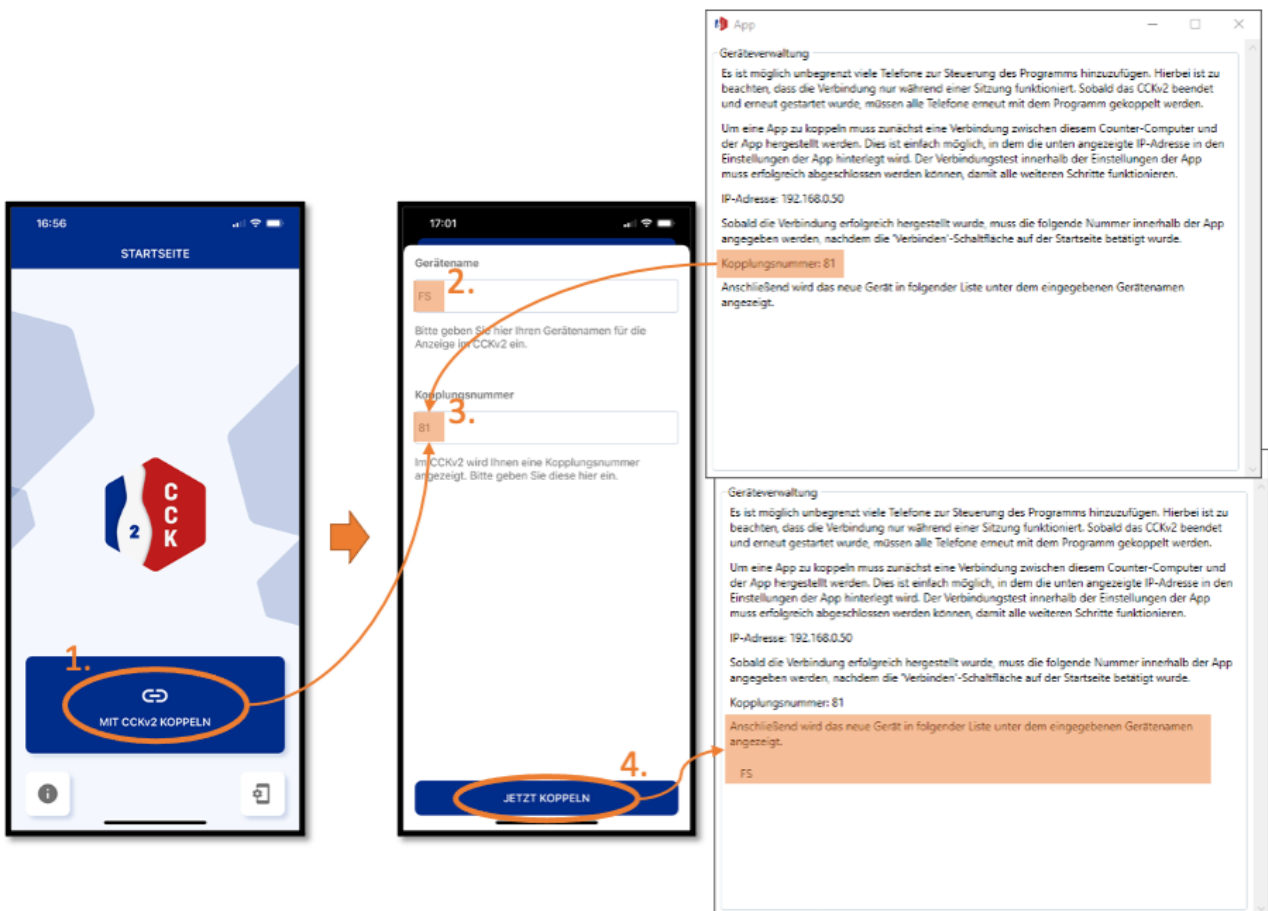 16:56
STARTSEITE
C
C
K
2
1.
MIT CCKv2 KOPPELN
17:01
Gerätename
FS
2.
Bitte geben Sie hier Ihren Gerätenamen für die
Anzeige im CCKv2 ein.
Kopplungsnummer
81
3.
Im CCKv2 wird Ihnen eine Kopplungsnummer
angezeigt. Bitte geben Sie diese hier ein.
4.
JETZT KOPPELN
App
Geräteverwaltung
Es ist möglich unbegrenzt viele Telefone zur Steuerung des Programms hinzuzufügen. Hierbei ist zu
beachten, dass die Verbindung nur während einer Sitzung funktioniert. Sobald das CCKv2 beendet
und erneut gestartet wurde, müssen alle Telefone erneut mit dem Programm gekoppelt werden.
Um eine App zu koppeln muss zunächst eine Verbindung zwischen diesem Counter-Computer und
der App hergestellt werden. Dies ist einfach möglich, in dem die unten angezeigte IP-Adresse in den
Einstellungen der App hinterlegt wird. Der Verbindungstest innerhalb der Einstellungen der App
muss erfolgreich abgeschlossen werden können, damit alle weiteren Schritte funktionieren.
IP-Adresse: 192.168.0.50
Sobald die Verbindung erfolgreich hergestellt wurde, muss die folgende Nummer innerhalb der App
angegeben werden, nachdem die 'Verbinden'-Schaltfläche auf der Startseite betätigt wurde.
Kopplungsnummer: 81
Anschließend wird das neue Gerät in folgender Liste unter dem eingegebenen Gerätenamen
angezeigt.
Geräteverwaltung
Es ist möglich unbegrenzt viele Telefone zur Steuerung des Programms hinzuzufügen. Hierbei ist zu
beachten, dass die Verbindung nur während einer Sitzung funktioniert. Sobald das CCKv2 beendet
und erneut gestartet wurde, müssen alle Telefone erneut mit dem Programm gekoppelt werden.
Um eine App zu koppeln muss zunächst eine Verbindung zwischen diesem Counter-Computer und
der App hergestellt werden. Dies ist einfach möglich, in dem die unten angezeigte IP-Adresse in den
Einstellungen der App hinterlegt wird. Der Verbindungstest innerhalb der Einstellungen der App
muss erfolgreich abgeschlossen werden können, damit alle weiteren Schritte funktionieren.
IP-Adresse: 192.168.0.50
Sobald die Verbindung erfolgreich hergestellt wurde, muss die folgende Nummer innerhalb der App
angegeben werden, nachdem die 'Verbinden'-Schaltfläche auf der Startseite betätigt wurde.
Kopplungsnummer: 81
Anschließend wird das neue Gerät in folgender Liste unter dem eingegebenen Gerätenamen
angezeigt.
FS